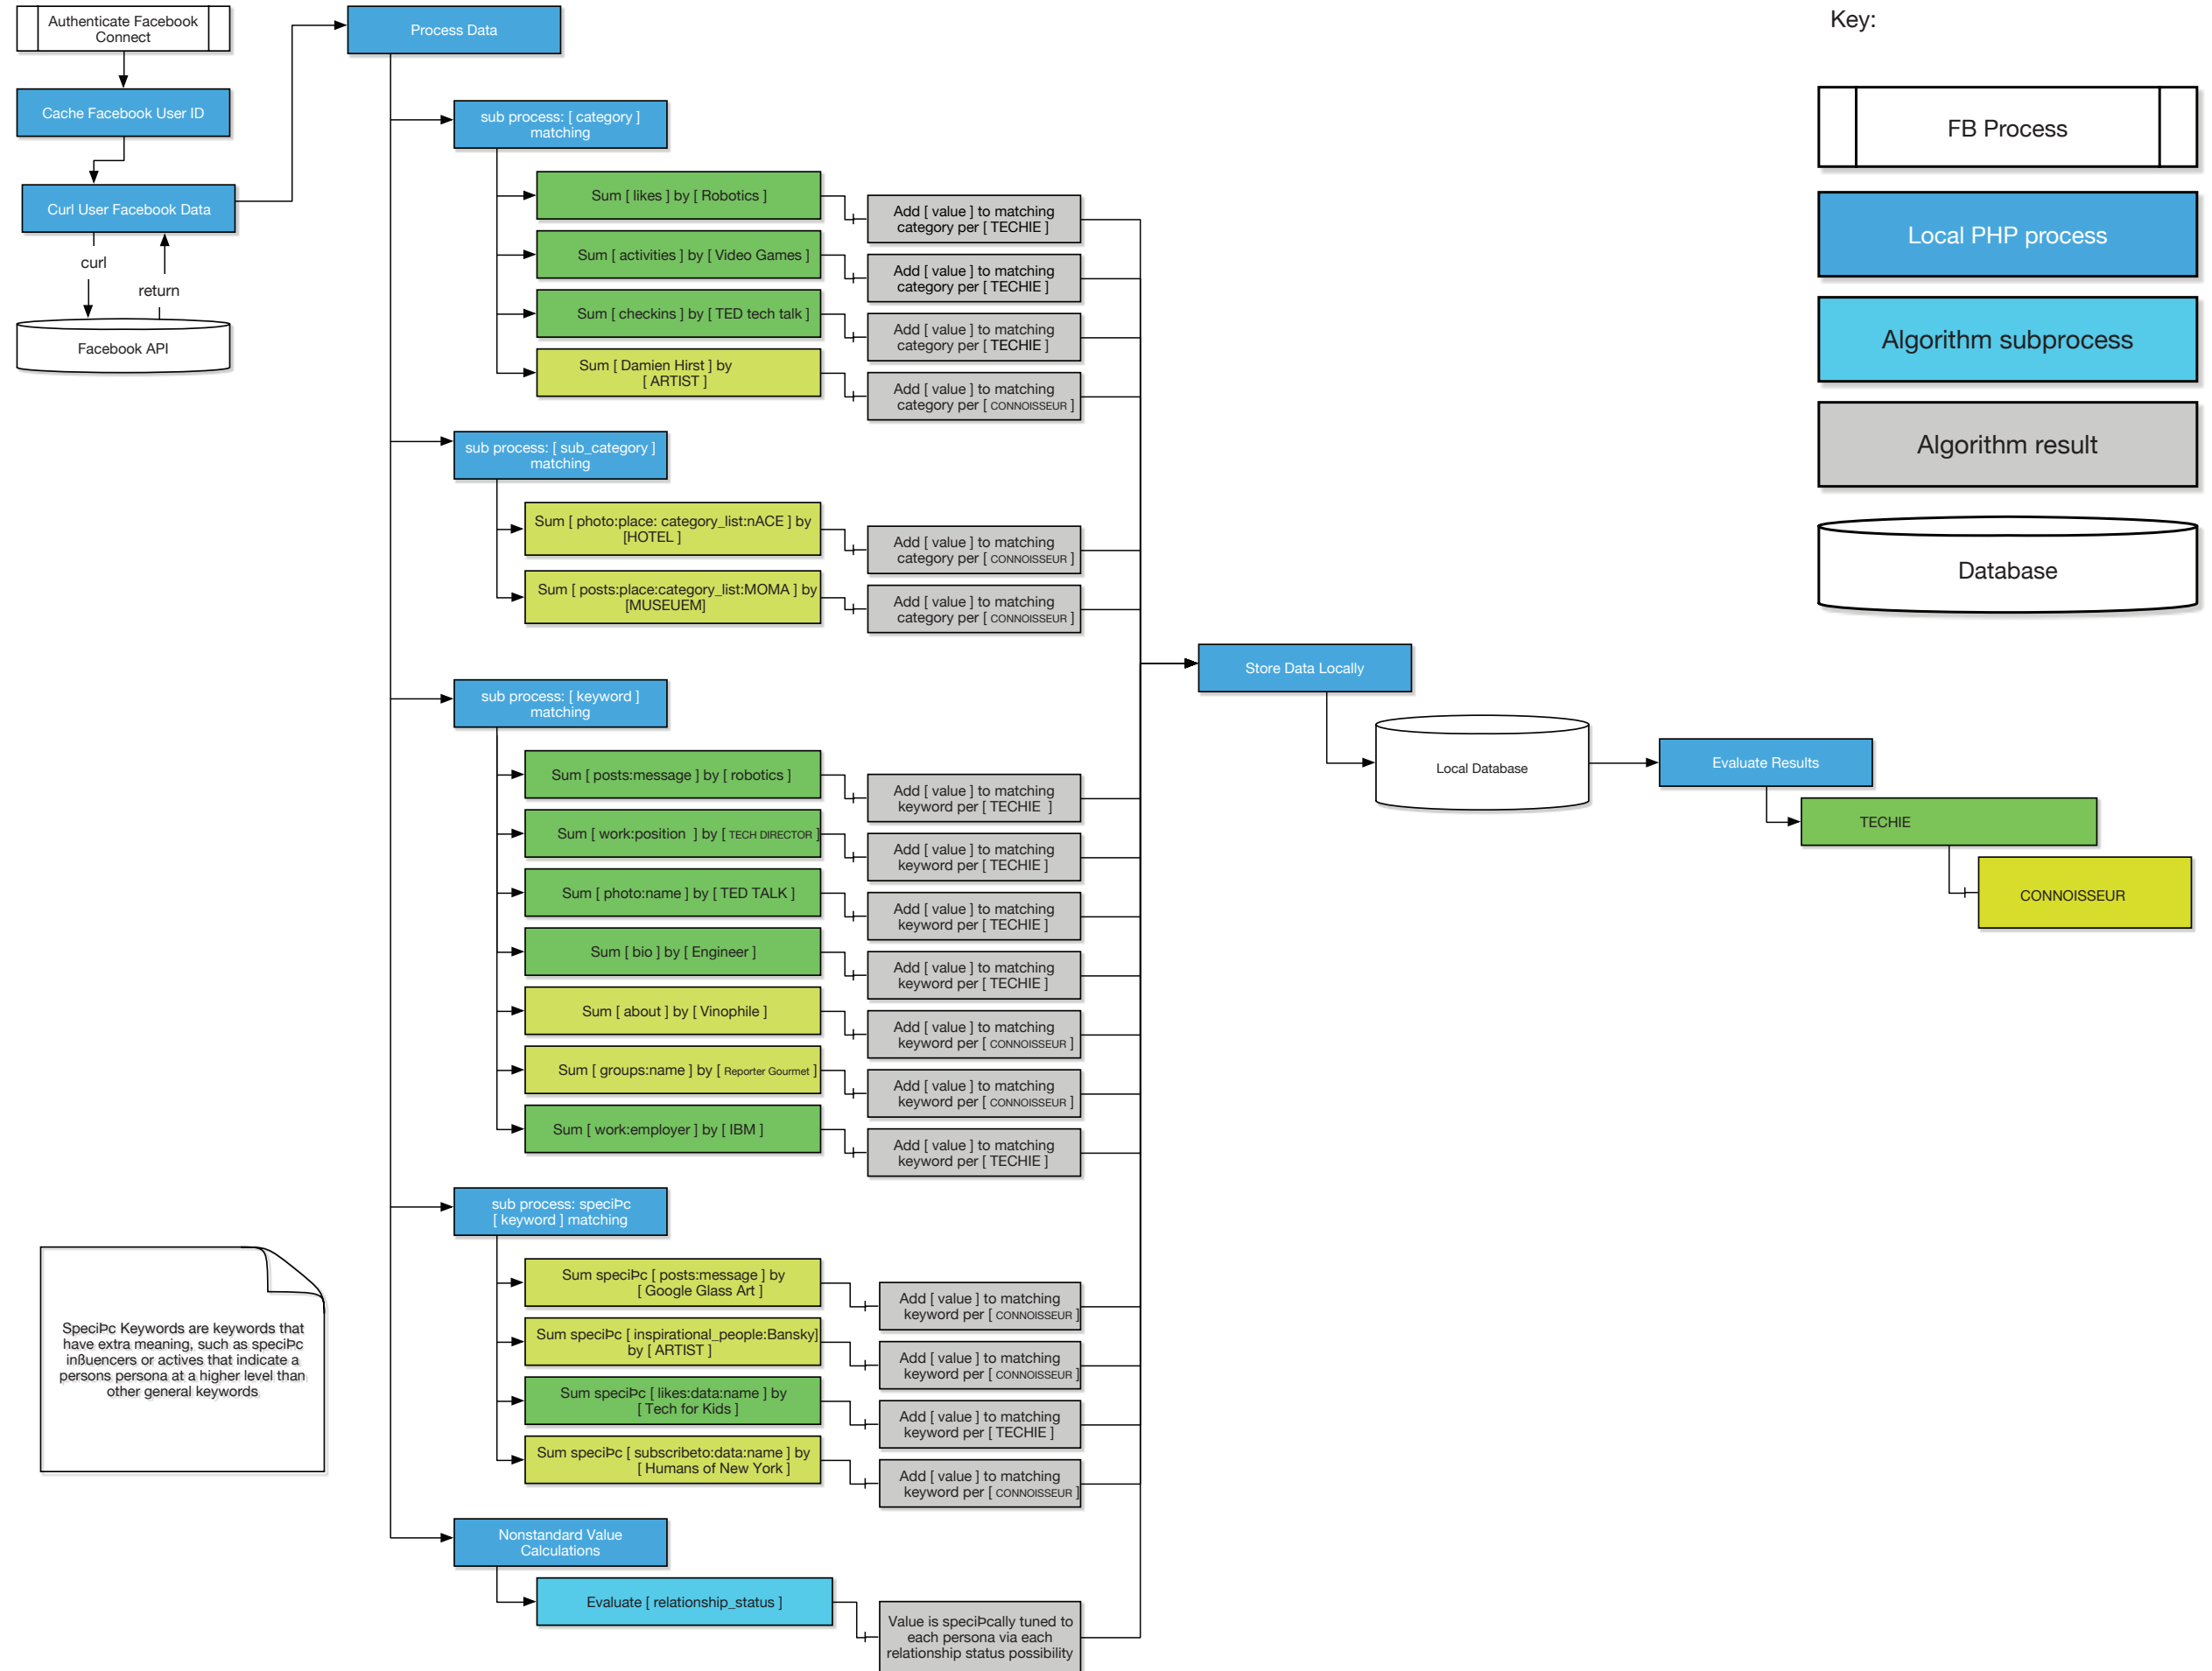 Authenticate Facebook
Connect
Cache Facebook User ID
Curl User Facebook Data
curl
return
Facebook API
Process Data
sub process: [ category ]
matching
Sum [ likes ] by [ Robotics ]
Add [ value ] to matching
category per [ TECHIE ]
Sum [ activities ] by [ Video Games ]
Add [ value ] to matching
category per [ TECHIE ]
Sum [ checkins ] by [ TED tech talk ]
Add [ value ] to matching
category per [ TECHIE ]
Sum [ Damien Hirst ] by
[ ARTIST ]
Add [ value ] to matching
category per [ CONNOISSEUR ]
sub process: [ sub_category ]
matching
Sum [ photo:place: category_list:nACE ] by
[HOTEL ]
Add [ value ] to matching
category per [ CONNOISSEUR ]
Sum [ posts:place:category_list:MOMA ] by
[MUSEUEM]
Add [ value ] to matching
category per [ CONNOISSEUR ]
sub process: [ keyword ]
matching
Sum [ posts:message ] by [ robotics ]
Add [ value ] to matching
keyword per [ TECHIE  ]
Sum [ work:position  ] by [ TECH DIRECTOR ]
Add [ value ] to matching
keyword per [ TECHIE ]
Sum [ photo:name ] by [ TED TALK ]
Add [ value ] to matching
keyword per [ TECHIE ]
Sum [ bio ] by [ Engineer ]
Add [ value ] to matching
keyword per [ TECHIE ]
Sum [ about ] by [ Vinophile ]
Add [ value ] to matching
keyword per [ CONNOISSEUR ]
Sum [ groups:name ] by [ Reporter Gourmet ]
Add [ value ] to matching
keyword per [ CONNOISSEUR ]
Sum [ work:employer ] by [ IBM ]
Add [ value ] to matching
keyword per [ TECHIE ]
sub process: speciÞc
[ keyword ] matching
Sum speciÞc [ posts:message ] by
[ Google Glass Art ]
Add [ value ] to matching
keyword per [ CONNOISSEUR ]
Sum speciÞc [ inspirational_people:Bansky]
by [ ARTIST ]
Add [ value ] to matching
keyword per [ CONNOISSEUR ]
Sum speciÞc [ likes:data:name ] by
[ Tech for Kids ]
Add [ value ] to matching
keyword per [ TECHIE ]
Sum speciÞc [ subscribeto:data:name ] by
[ Humans of New York ]
Add [ value ] to matching
keyword per [ CONNOISSEUR ]
Nonstandard Value
Calculations
Evaluate [ relationship_status ]
Value is speciÞcally tuned to
each persona via each
relationship status possibility
SpeciÞc Keywords are keywords that
have extra meaning, such as speciÞc
inßuencers or actives that indicate a
persons persona at a higher level than
other general keywords
Store Data Locally
Local Database
Evaluate Results
TECHIE
CONNOISSEUR
Key:
FB Process
Local PHP process
Algorithm subprocess
Algorithm result
Database